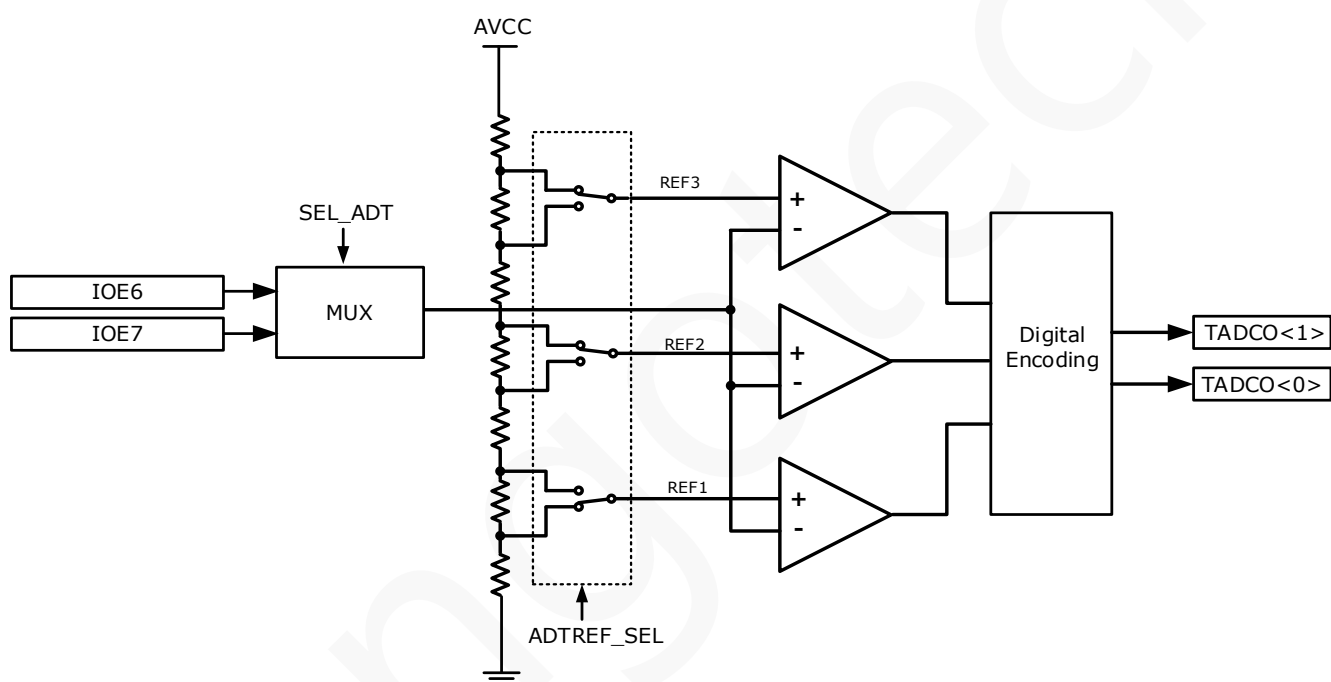 AVCC
SEL_ADT
IOE6
IOE7
MUX
REF3
+
-
REF2
+
-
REF1
+
-
Digital
Encoding
TADCO<1>
TADCO<0>
ADTREF_SEL